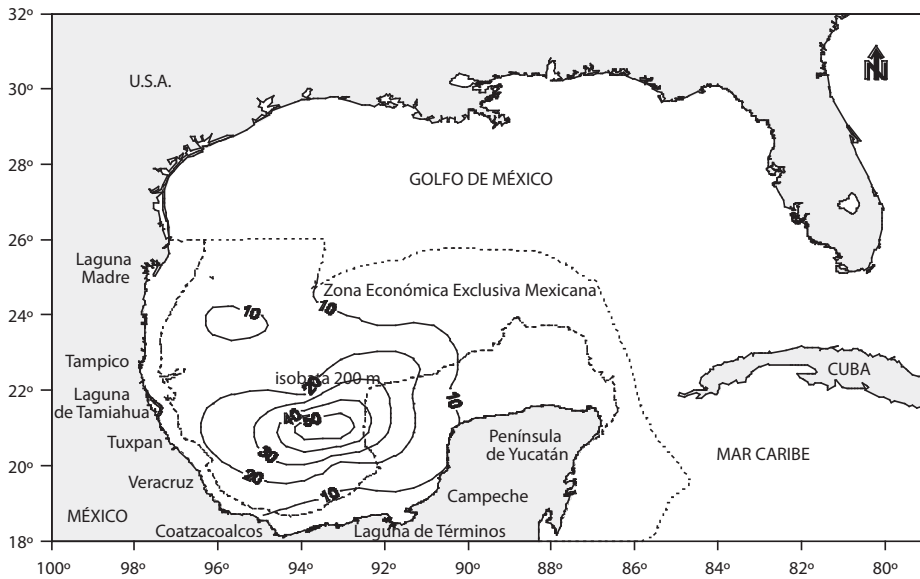 32º
30º
28º
26º
24º
22º
20º
18º
100º
98º
96º
94º
92º
90º
88º
86º
84º
82º
80º
U.S.A.
N
GOLFO DE MÉXICO
Laguna
Madre
Zona Económica Exclusiva Mexicana
10
10
Tampico
isobata 200 m
20
CUBA
Laguna
de Tamiahua
40
50
10
Tuxpan
30
Península
de Yucatán
MAR CARIBE
20
Veracruz
10
Campeche
MÉXICO
Coatzacoalcos
Laguna de Términos